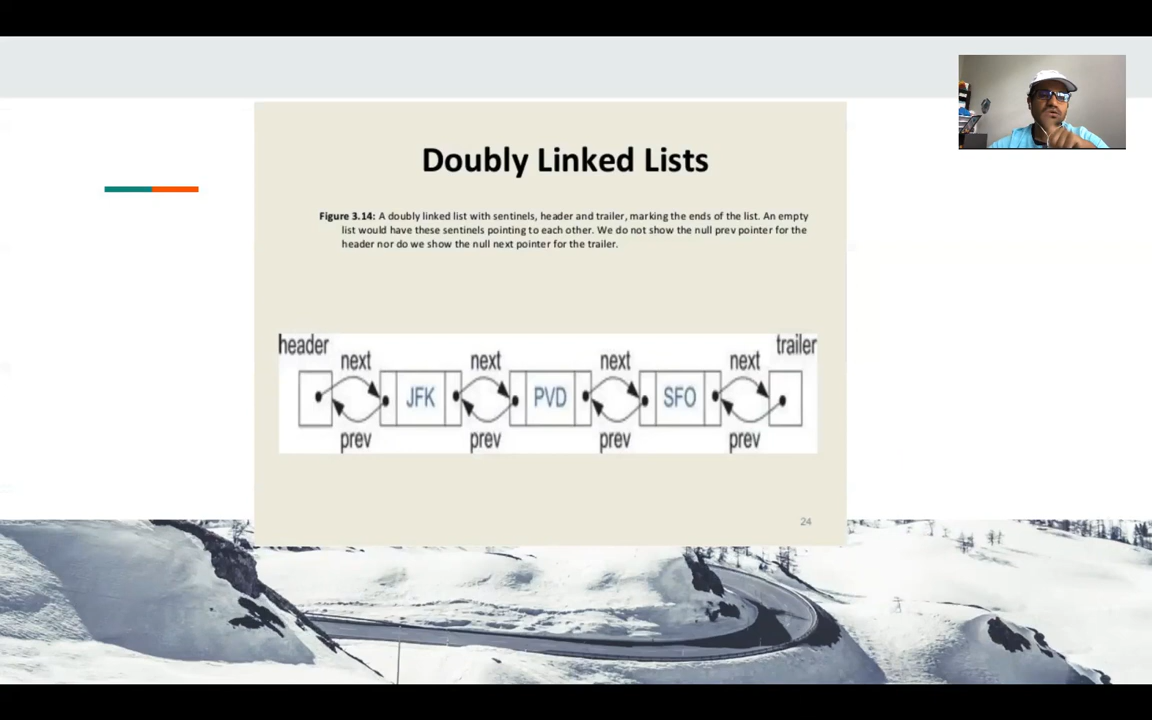 Doubly Linked Lists
Figure 3.14: A doubly linked list with sentinels, header and trailer, marking the ends of the list. An empty
list would have these sentinels pointing to each other. We do not show the null prev pointer for the
header nor do we show the null next pointer for the trailer.
header trailer
next next next next
JFK PVD SFO
prev prev prev prev
24